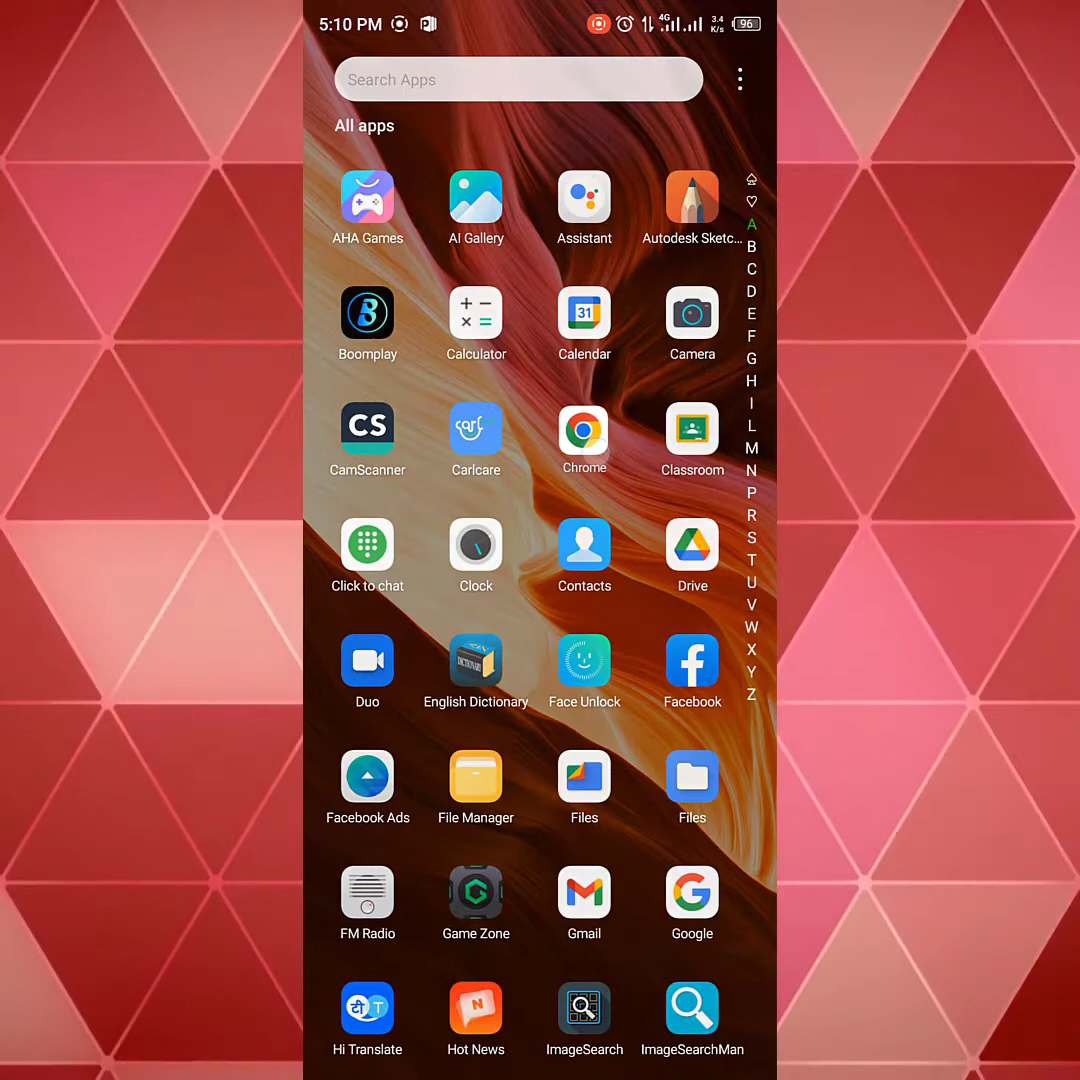 5:10 PM 4G 3.4 K/s 96
Search Apps
All apps
AHA Games AI Gallery Assistant Autodesk Sketc...
31
Boomplay Calculator Calendar Camera
CS carl
CamScanner Carlcare Chrome Classroom
Click to chat Clock Contacts Drive
DICTIONARY
Duo English Dictionary Face Unlock Facebook
Facebook Ads File Manager Files Files
FM Radio Game Zone Gmail Google
टी T N
Hi Translate Hot News ImageSearch ImageSearchMan
A
B
C
D
E
F
G
H
I
L
M
N
P
R
S
T
U
V
W
X
Y
Z